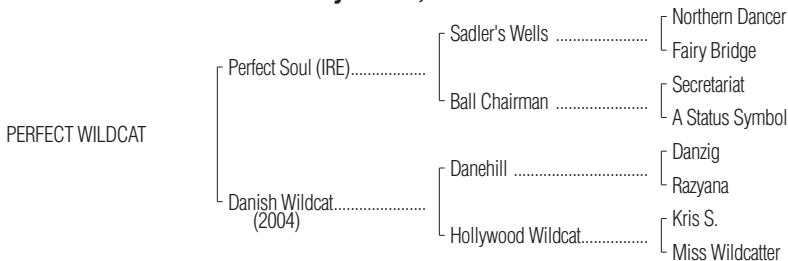 Northern Dancer
Sadler's Wells ......................
Fairy Bridge
Perfect Soul (IRE)..................
Secretariat
Ball Chairman ......................
A Status Symbol
PERFECT WILDCAT
Danzig
Danehill ................................
Razyana
Danish Wildcat......................
(2004)
Kris S.
Hollywood Wildcat................
Miss Wildcatter